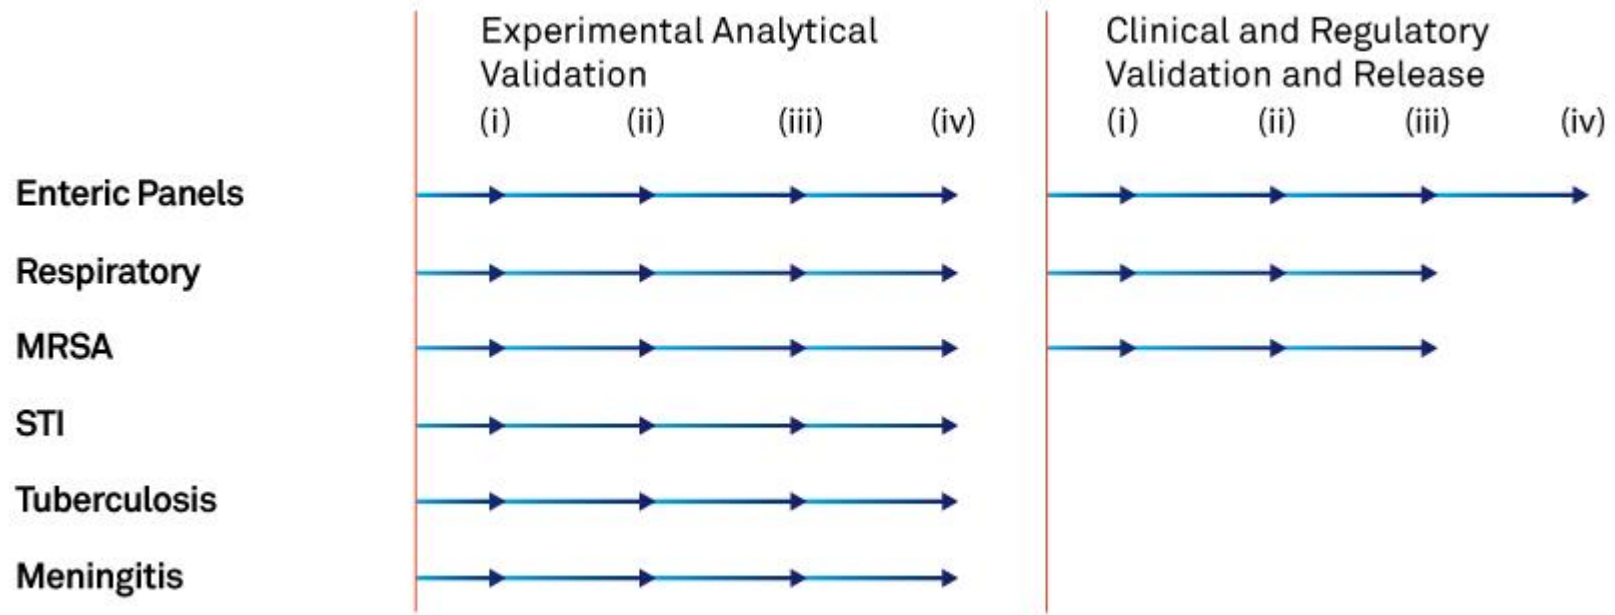 Experimental Analytical
Validation
Clinical and Regulatory
Validation and Release
(i) (ii) (iii) (iv) (i) (ii) (iii) (iv)
Enteric Panels
Respiratory
MRSA
STI
Tuberculosis
Meningitis